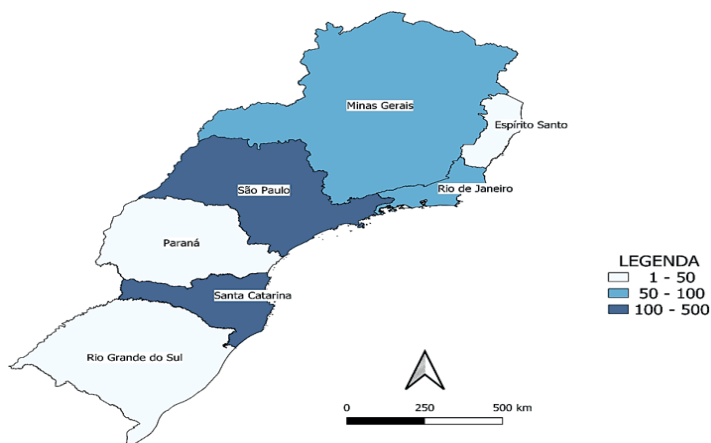 Minas Gerais
Espírito Santo
São Paulo
Rio de Janeiro
Paraná
Santa Catarina
Rio Grande do Sul
LEGENDA
1 - 50
50 - 100
100 - 500
0 250 500 km